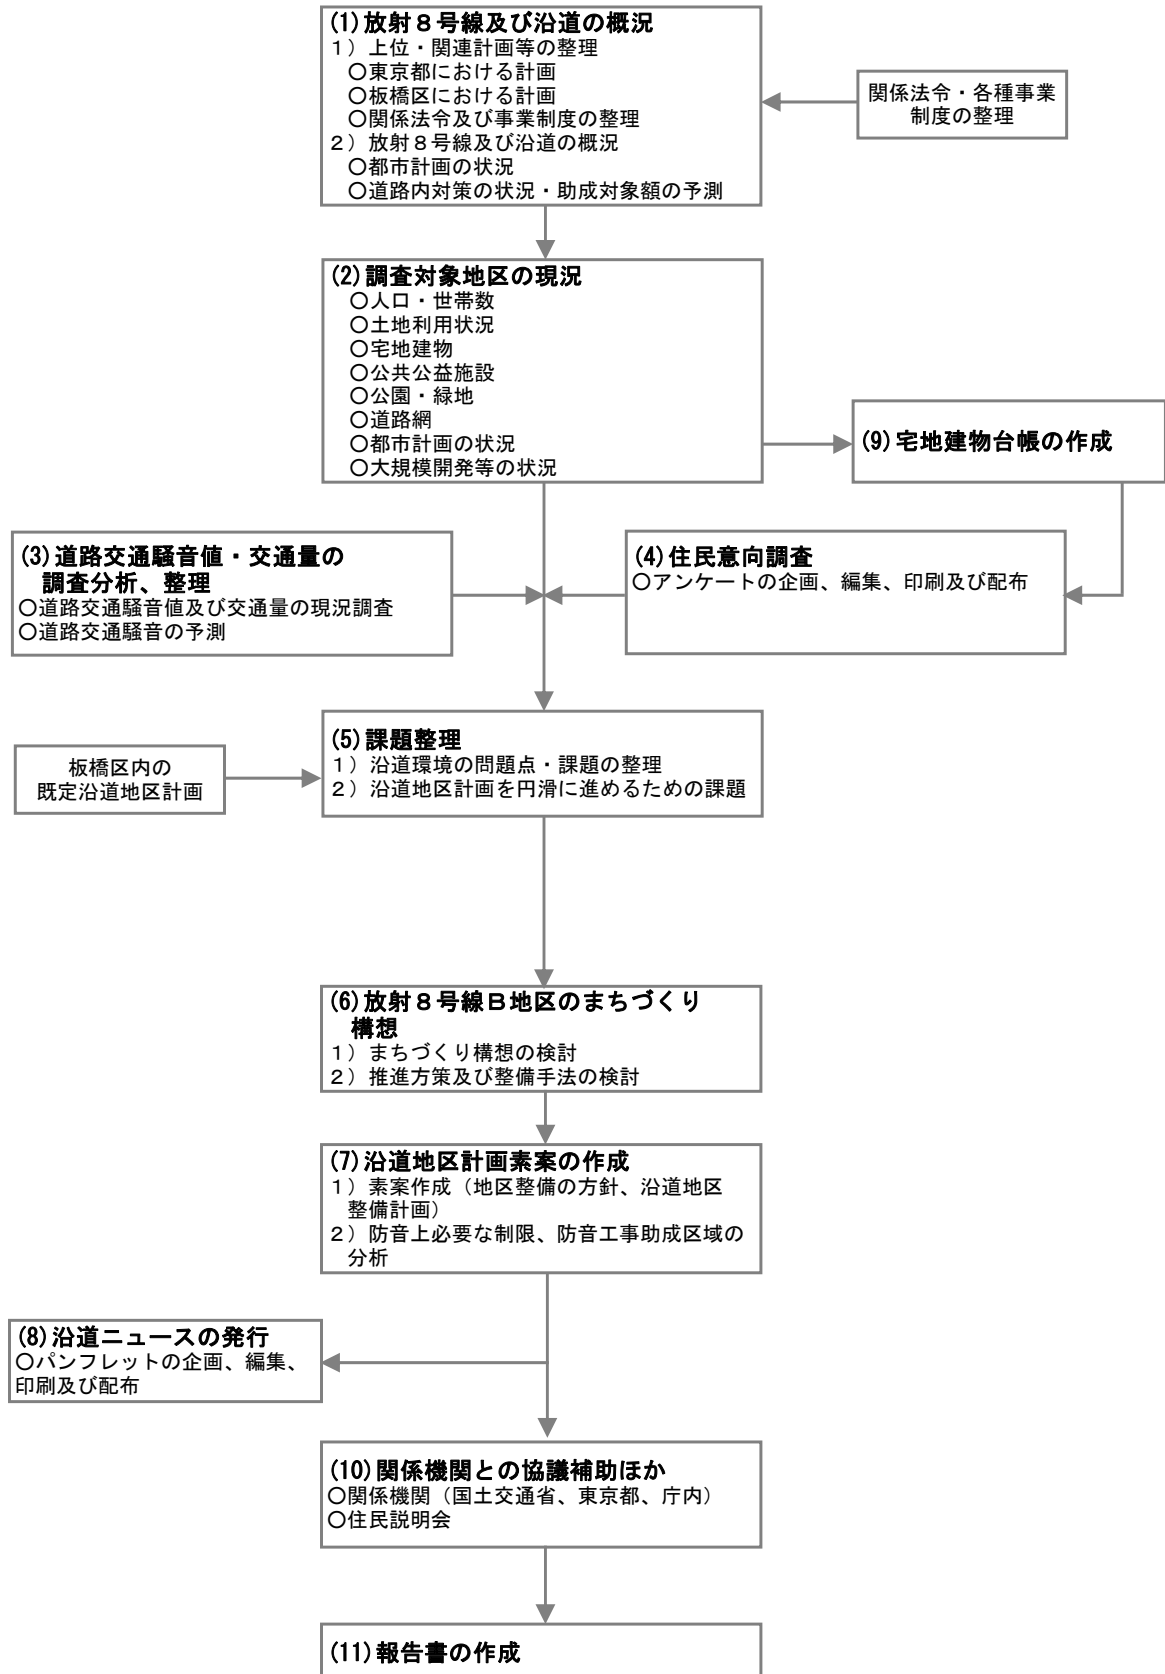 (1)放射８号線及び沿道の概況
１）上位・関連計画等の整理
○東京都における計画
○板橋区における計画
○関係法令及び事業制度の整理
２）放射８号線及び沿道の概況
○都市計画の状況
○道路内対策の状況・助成対象額の予測
関係法令・各種事業
制度の整理
(2)調査対象地区の現況
○人口・世帯数
○土地利用状況
○宅地建物
○公共公益施設
○公園・緑地
○道路網
○都市計画の状況
○大規模開発等の状況
(9)宅地建物台帳の作成
(3)道路交通騒音値・交通量の
調査分析、整理
○道路交通騒音値及び交通量の現況調査
○道路交通騒音の予測
(4)住民意向調査
○アンケートの企画、編集、印刷及び配布
板橋区内の
既定沿道地区計画
(5)課題整理
１）沿道環境の問題点・課題の整理
２）沿道地区計画を円滑に進めるための課題
(6)放射８号線Ｂ地区のまちづくり
構想
１）まちづくり構想の検討
２）推進方策及び整備手法の検討
(7)沿道地区計画素案の作成
１）素案作成（地区整備の方針、沿道地区
整備計画）
２）防音上必要な制限、防音工事助成区域の
分析
(8)沿道ニュースの発行
○パンフレットの企画、編集、
印刷及び配布
(10)関係機関との協議補助ほか
○関係機関（国土交通省、東京都、庁内）
○住民説明会
(11)報告書の作成